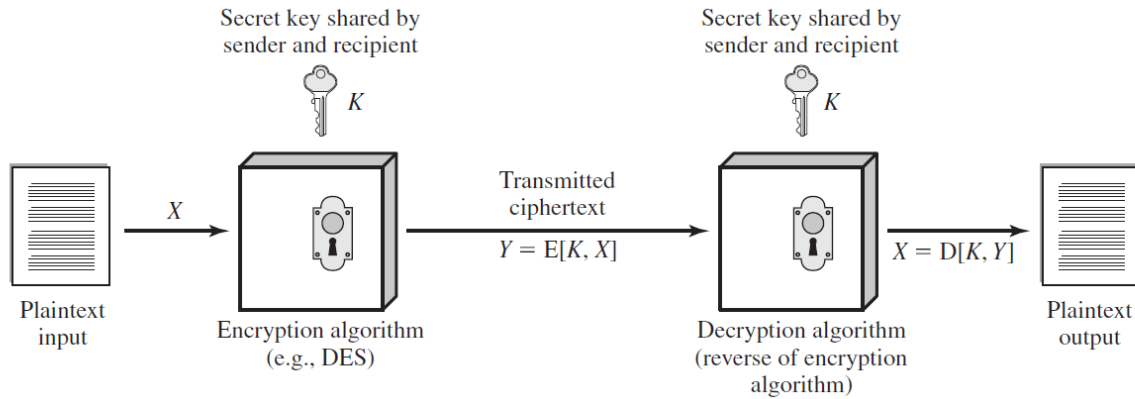 Secret key shared by
sender and recipient
K
Secret key shared by
sender and recipient
K
X
Transmitted
ciphertext
Y = E[K, X]
X = D[K, Y]
Plaintext
input
Encryption algorithm
(e.g., DES)
Decryption algorithm
(reverse of encryption
algorithm)
Plaintext
output